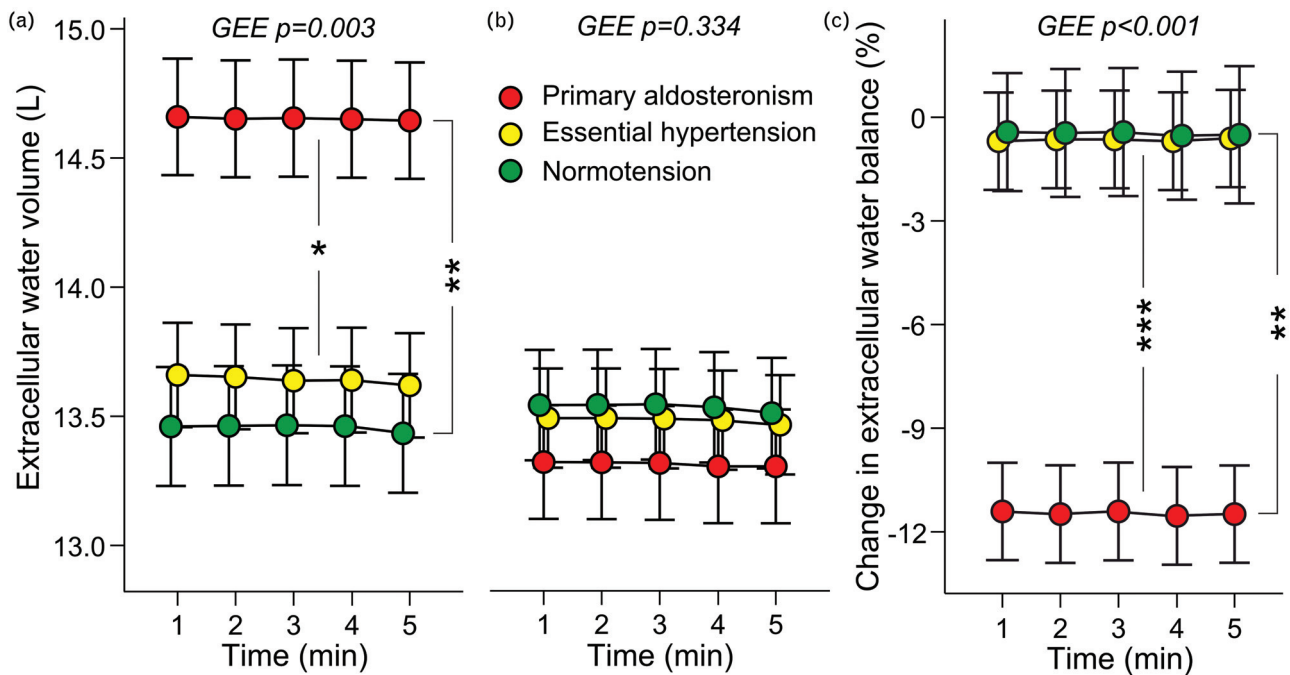 (a)
GEE p=0.003
Extracellular water volume (L)
15.0
14.5
14.0
13.5
13.0
*
**
1 2 3 4 5
Time (min)
(b)
GEE p=0.334
Primary aldosteronism
Essential hypertension
Normotension
1 2 3 4 5
Time (min)
(c)
GEE p<0.001
Change in extracellular water balance (%)
0
-3
-6
-9
-12
***
**
1 2 3 4 5
Time (min)